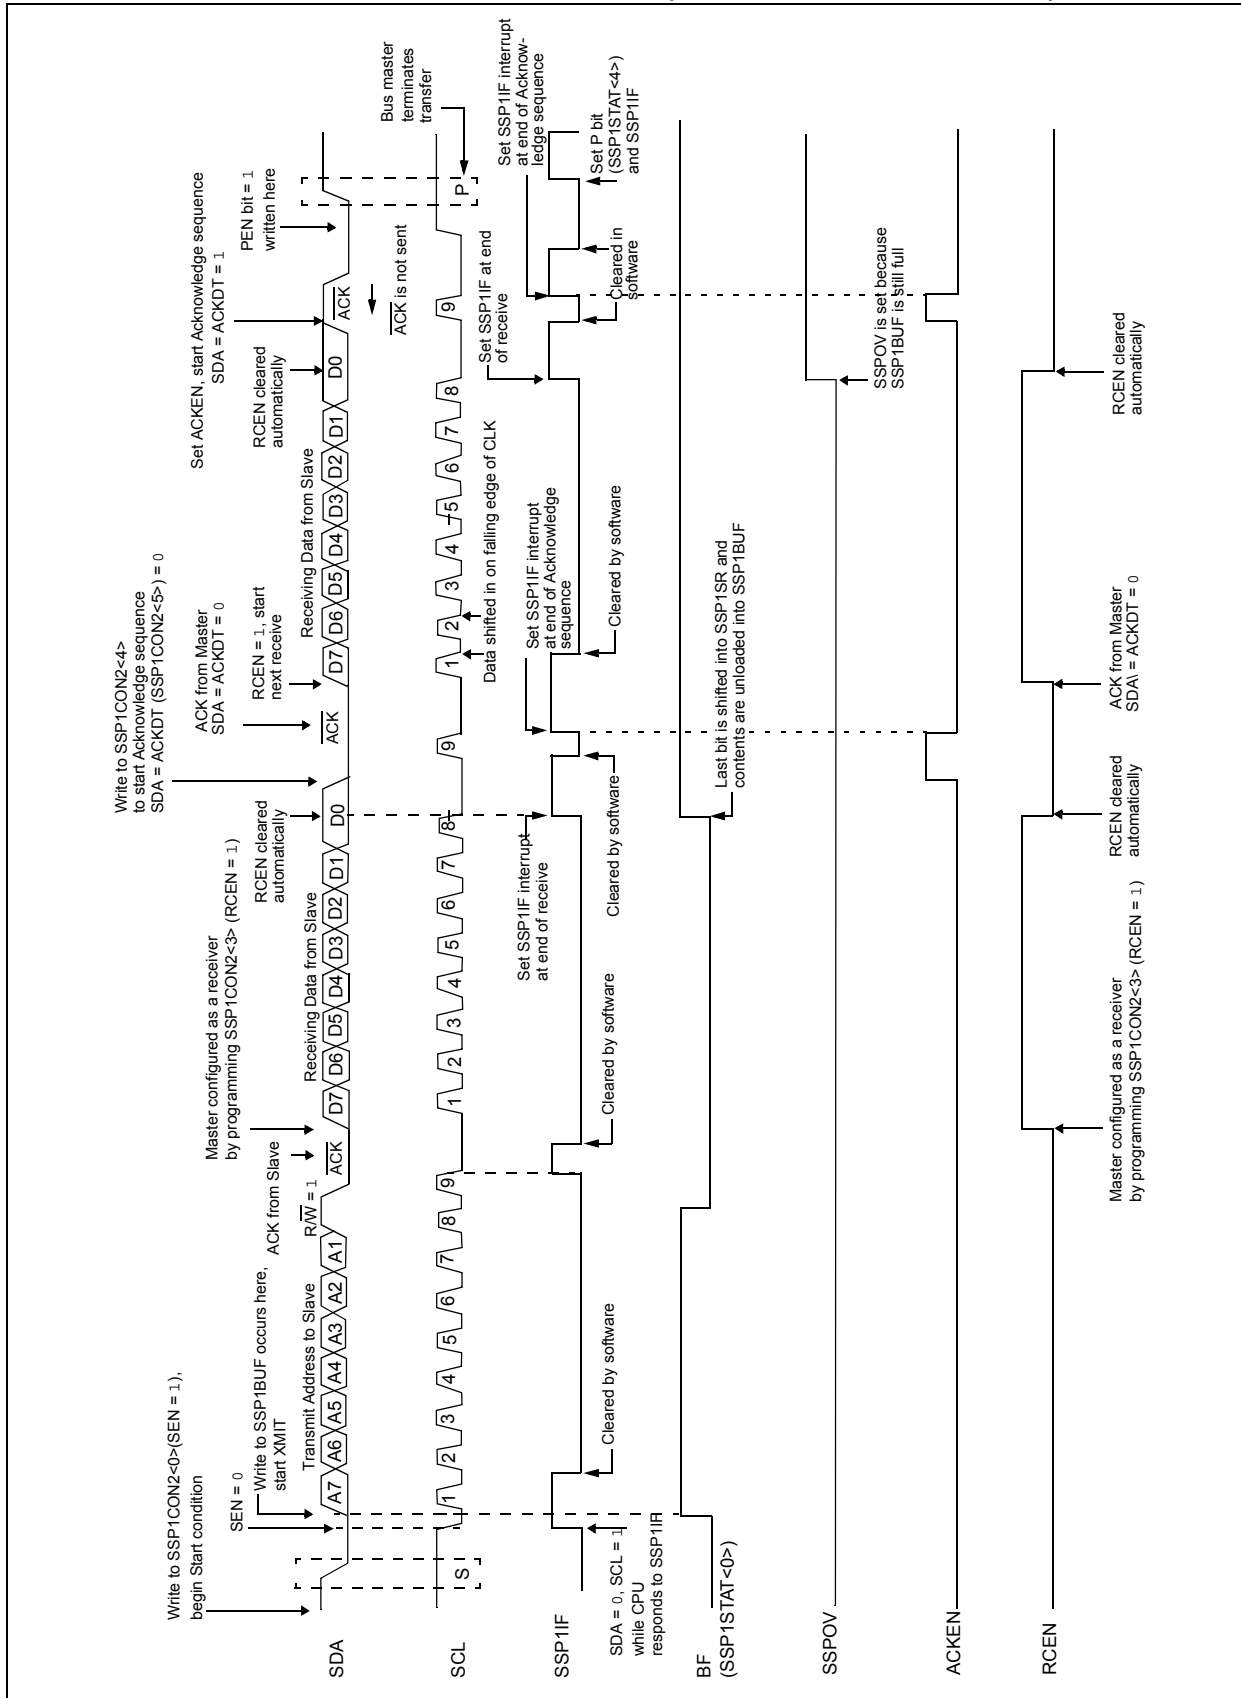 Write to SSP1CON2<0>(SEN = 1),
begin Start condition
SEN = 0
Write to SSP1BUF occurs here,
start XMIT
ACK from Slave
Master configured as a receiver
by programming SSP1CON2<3> (RCEN = 1)
RCEN cleared
automatically
Write to SSP1CON2<4>
to start Acknowledge sequence
SDA = ACKDT (SSP1CON2<5>) = 0
ACK from Master
SDA = ACKDT = 0
RCEN = 1, start
next receive
RCEN cleared
automatically
Set ACKEN, start Acknowledge sequence
SDA = ACKDT = 1
PEN bit = 1
written here
Transmit Address to Slave
R/W = 1
Receiving Data from Slave
Receiving Data from Slave
SDA
A7 A6 A5 A4 A3 A2 A1
ACK
D7 D6 D5 D4 D3 D2 D1 D0
ACK
D7 D6 D5 D4 D3 D2 D1 D0
ACK
ACK is not sent
Bus master
terminates
transfer
SCL
S
1 2 3 4 5 6 7 8 9
1 2 3 4 5 6 7 8 9
1 2 3 4 5 6 7 8 9
P
Data shifted in on falling edge of CLK
Set SSP1IF interrupt
at end of receive
Set SSP1IF interrupt
at end of Acknowledge
sequence
Set SSP1IF at end
of receive
Set SSP1IF interrupt
at end of Acknow-
ledge sequence
SSP1IF
SDA = 0, SCL = 1
while CPU
responds to SSP1IF
Cleared by software
Cleared by software
Cleared by software
Cleared by software
Cleared in
software
Set P bit
(SSP1STAT<4>)
and SSP1IF
BF
(SSP1STAT<0>)
Last bit is shifted into SSP1SR and
contents are unloaded into SSP1BUF
SSPOV
SSPOV is set because
SSP1BUF is still full
ACKEN
RCEN
Master configured as a receiver
by programming SSP1CON2<3> (RCEN = 1)
RCEN cleared
automatically
ACK from Master
SDA\ = ACKDT = 0
RCEN cleared
automatically